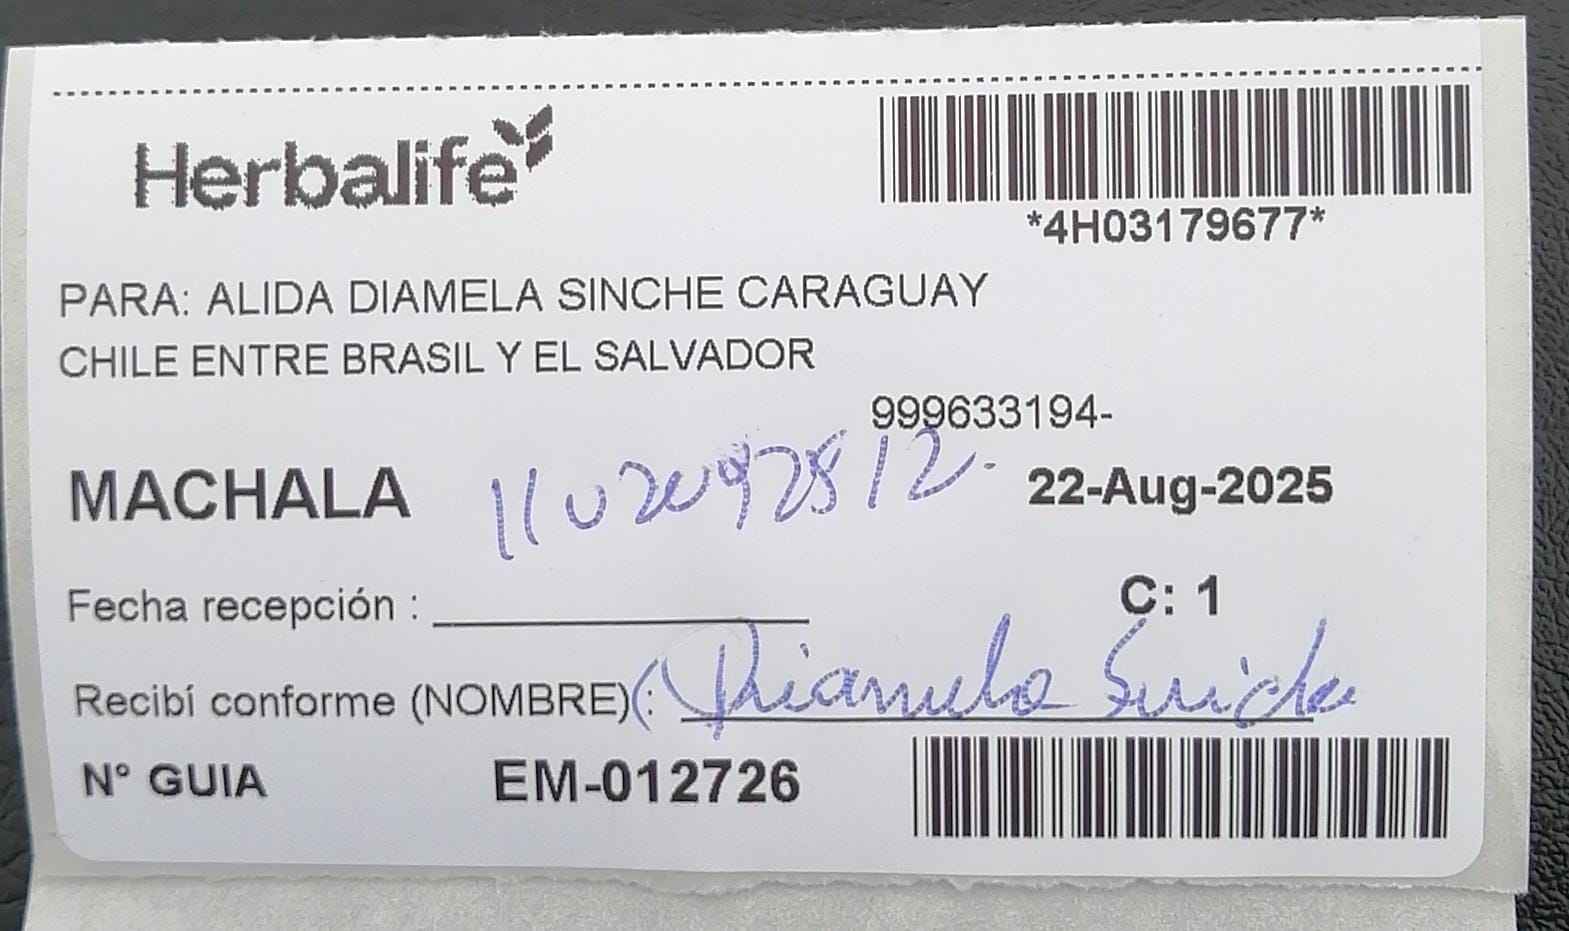 Herbalife
*4H03179677*
PARA: ALIDA DIAMELA SINCHE CARAGUAY
CHILE ENTRE BRASIL Y EL SALVADOR
999633194-
MACHALA
22-Aug-2025
Fecha recepción :
C: 1
Recibí conforme (NOMBRE) : Diamela Sinche
N° GUIA EM-012726